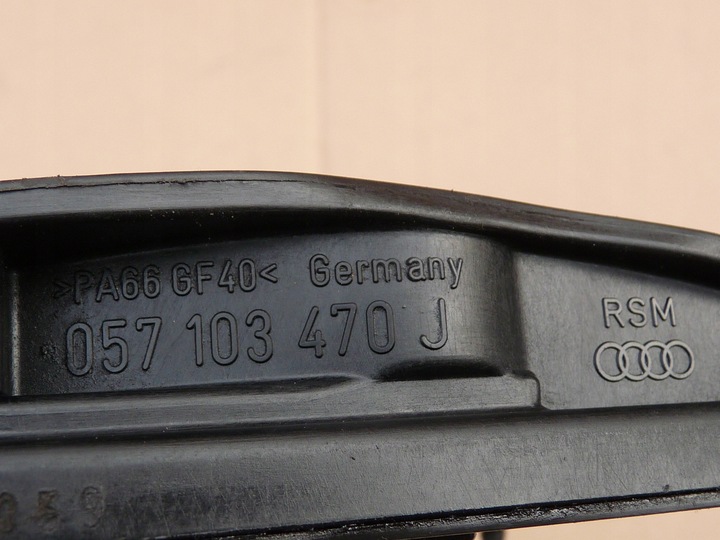 >PA66 GF40< Germany
057 103 470 J
RSM